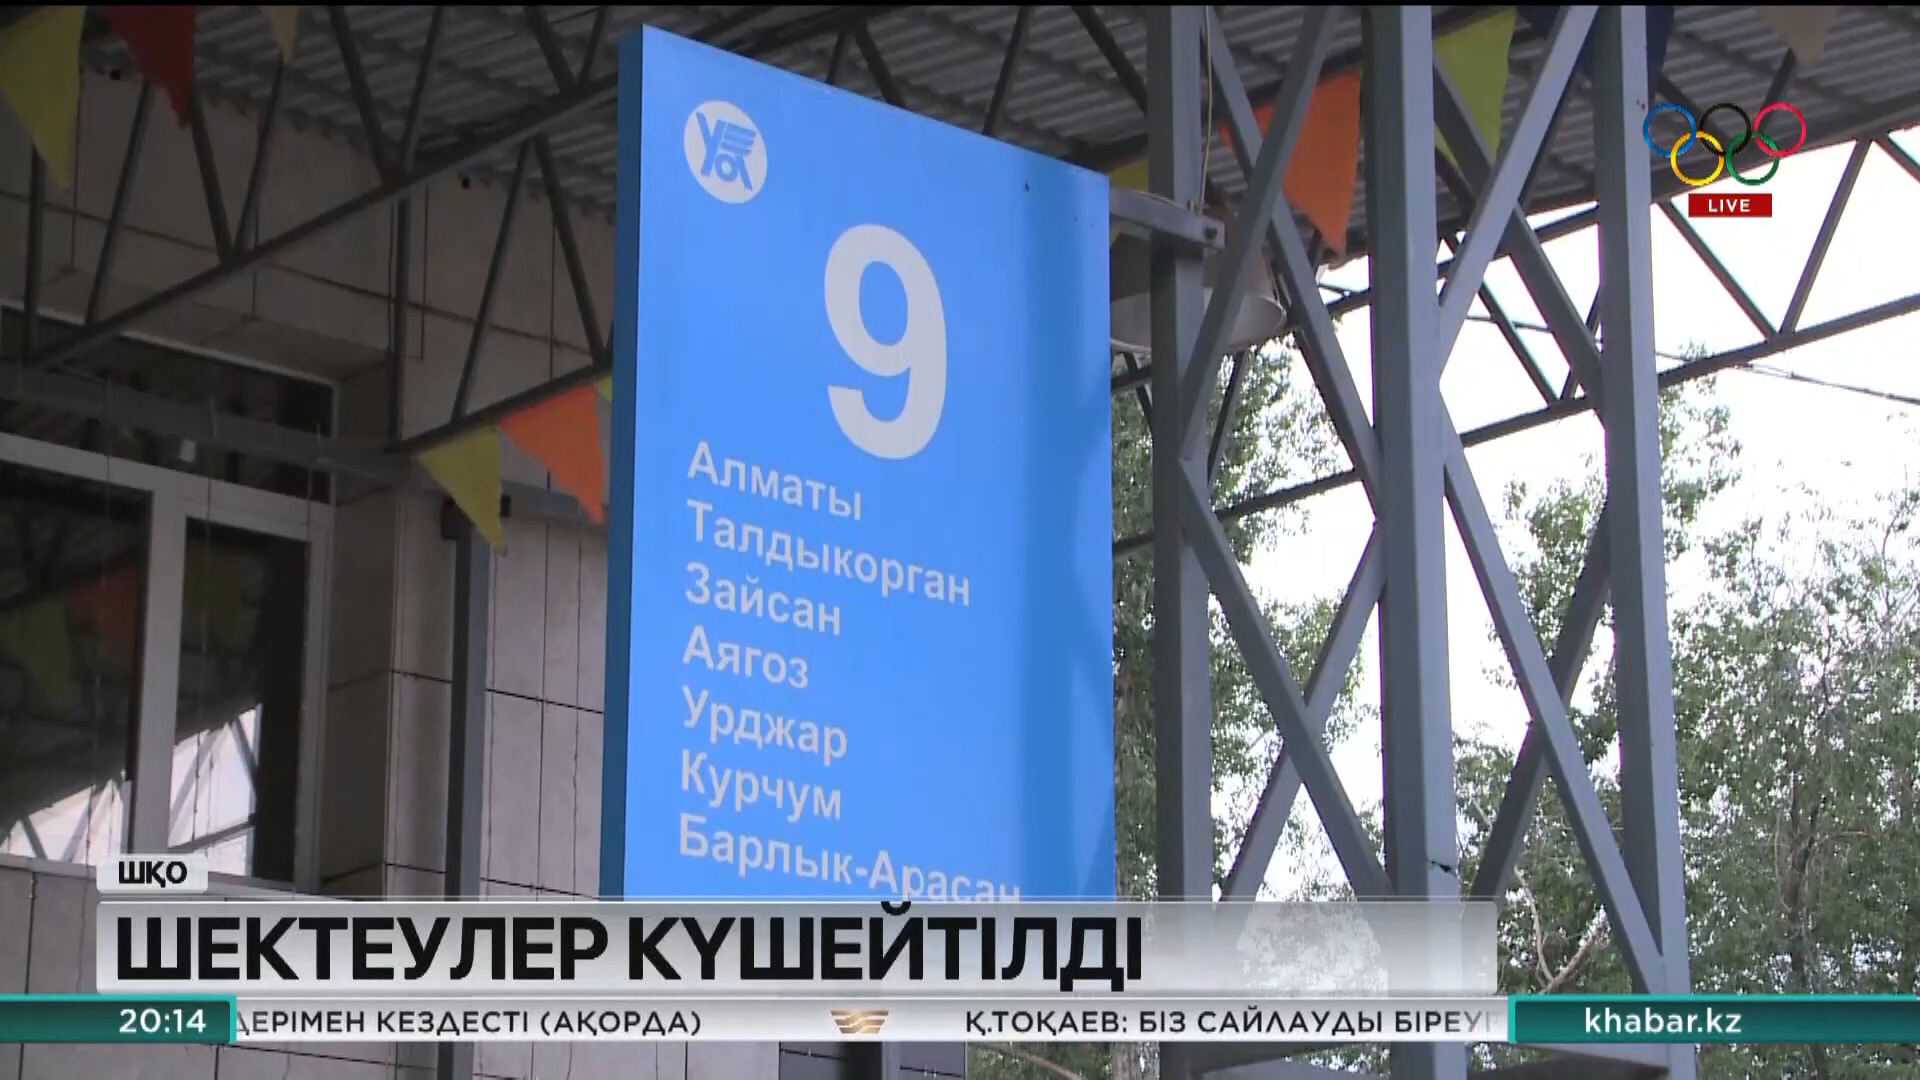 9
Алматы
Талдыкорган
Зайсан
Аягоз
Урджар
Курчум
Барлык-Арасан
LIVE
ШҚО
ШЕКТЕУЛЕР КҮШЕЙТІЛДІ
20:14
ДЕРІМЕН КЕЗДЕСТІ (АҚОРДА)
Қ.ТОҚАЕВ: БІЗ САЙЛАУДЫ
khabar.kz